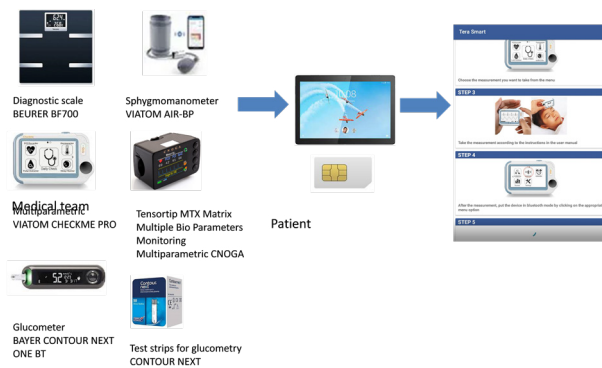 Diagnostic scale
BEURER BF700
Sphygmomanometer
VIATOM AIR-BP
Medical team
Multiparametric
VIATOM CHECKME PRO
Tensortip MTX Matrix
Multiple Bio Parameters
Monitoring
Multiparametric CNOGA
Glucometer
BAYER CONTOUR NEXT
ONE BT
Contour
next
Test strips for glucometry
CONTOUR NEXT
Patient
Tera Smart
Choose the measurement you want to take from the menu
STEP 3
Take the measurement according to the instructions in the user manual
STEP 4
After the measurement, put the device in bluetooth mode by clicking on the appropriate
menu option
STEP 5